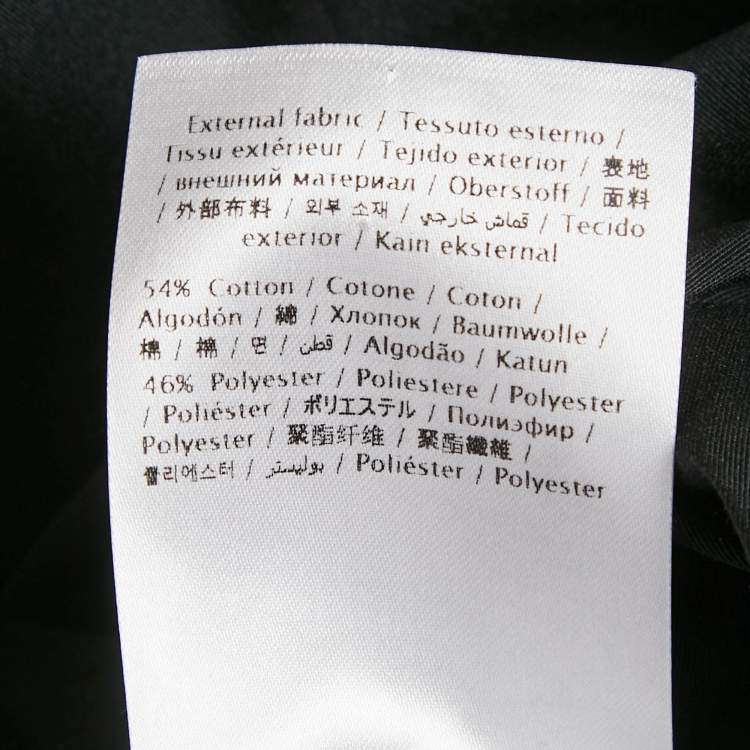 External fabric / Tessuto esterno /
Tissu extérieur / Tejido exterior / 表地
/ внешний материал / Oberstoff / 面料
/ 外部布料 / 외부 소재 / قماش خارجي / Tecido
exterior / Kain eksternal
54% Cotton / Cotone / Coton /
Algodón / 綿 / Хлопок / Baumwolle /
棉 / 棉 / 면 / قطن / Algodão / Katun
46% Polyester / Poliestere / Polyester
/ Poliéster / ポリエステル / Полиэфир /
Polyester / 聚酯纤维 / 聚酯纖維 /
폴리에스터 / بوليستر / Poliéster / Polyester